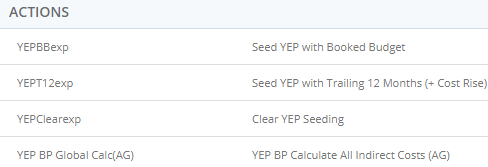 ACTIONS
YEPBBexp Seed YEP with Booked Budget
YEPT12exp Seed YEP with Trailing 12 Months (+ Cost Rise)
YEPClearexp Clear YEP Seeding
YEP BP Global Calc(AG) YEP BP Calculate All Indirect Costs (AG)